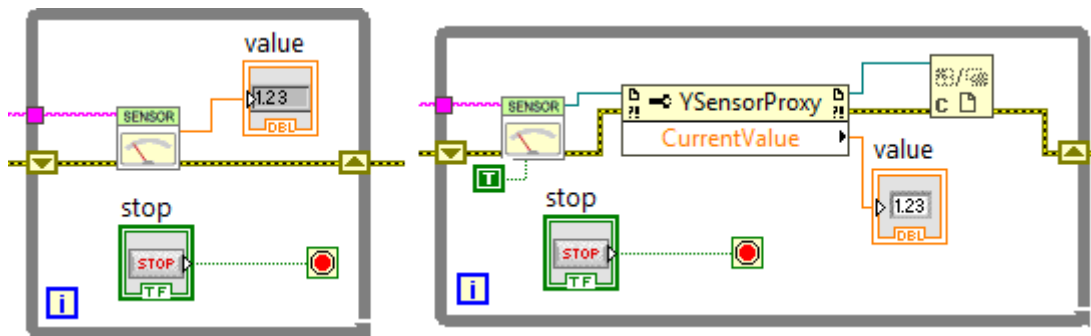 value
1.23
DBL
SENSOR
stop
STOP
TF
i
SENSOR
?!
YSensorProxy
?!
C
CurrentValue
T
value
1.23
DBL
stop
STOP
TF
i